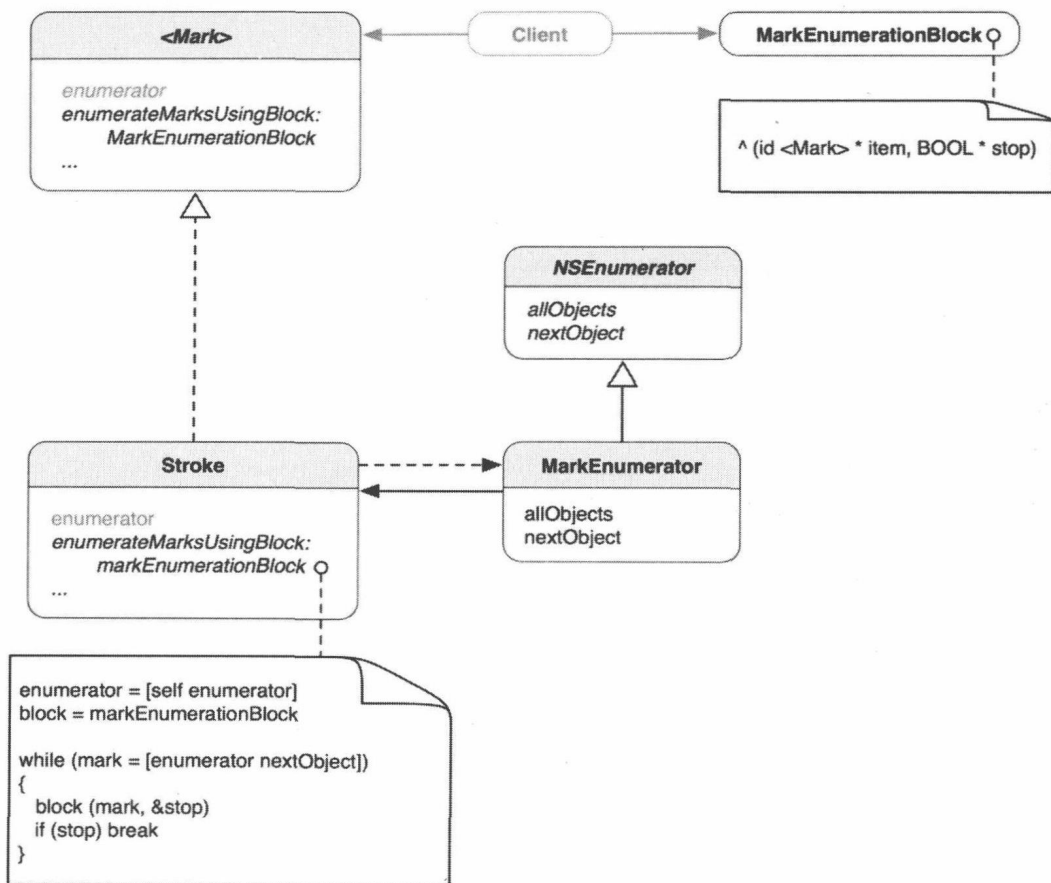 <Mark>
Client
MarkEnumerationBlock
enumerator
enumerateMarksUsingBlock:
MarkEnumerationBlock
...
^ (id <Mark> * item, BOOL * stop)
NSEnumerator
allObjects
nextObject
Stroke
enumerator
enumerateMarksUsingBlock:
markEnumerationBlock
...
MarkEnumerator
allObjects
nextObject
enumerator = [self enumerator]
block = markEnumerationBlock
while (mark = [enumerator nextObject])
{
block (mark, &stop)
if (stop) break
}